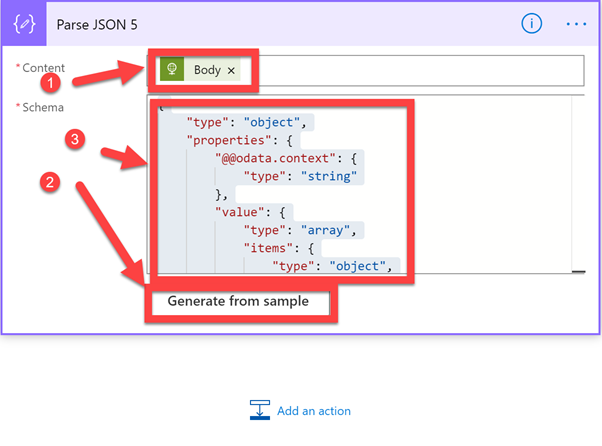 {/} Parse JSON 5
* Content
Body ×
1
* Schema
{
"type": "object",
3
"properties": {
"@@odata.context": {
"type": "string"
2
},
"value": {
"type": "array",
"items": {
"type": "object",
Generate from sample
Add an action